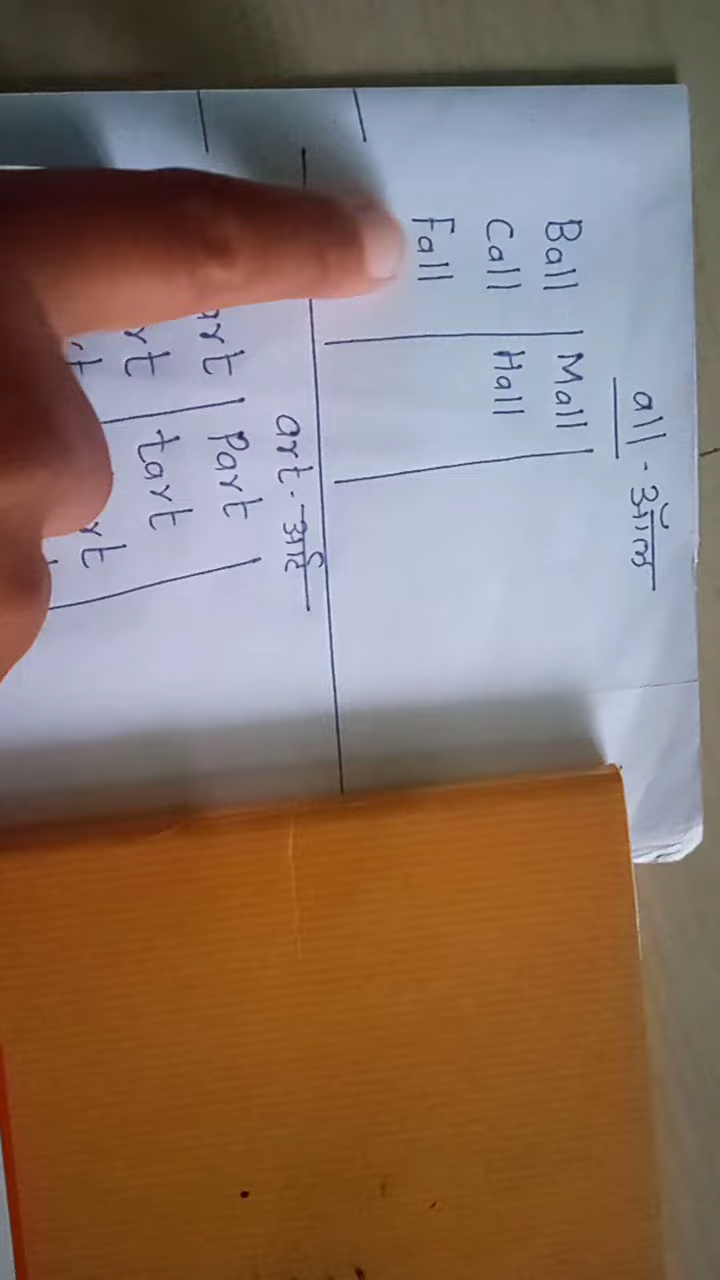 all - ऑल
Ball Mall
Call Hall
Fall
art - आर्ट
Part
tart